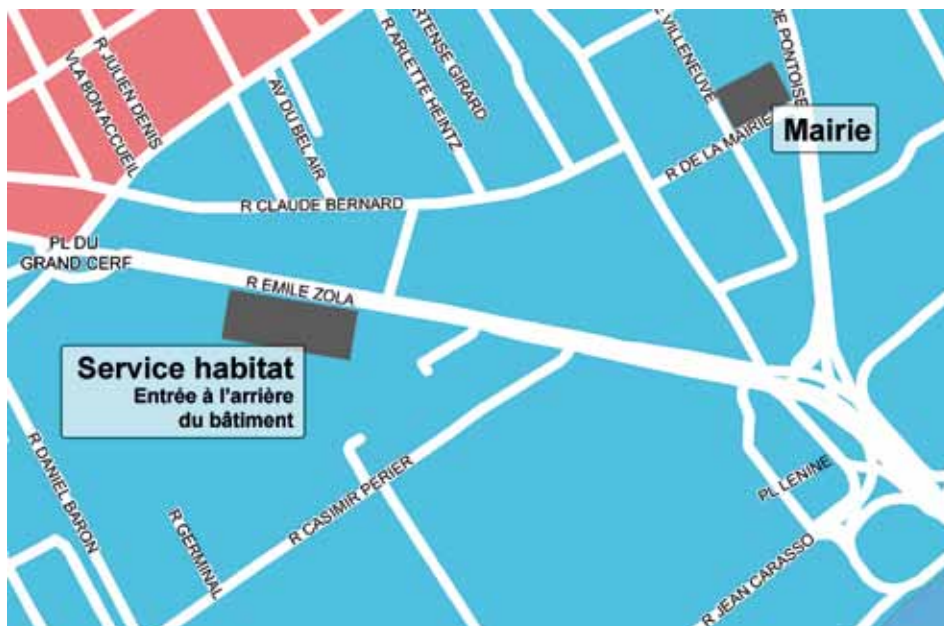 R JULIEN DENIS
VLA BON ACCUEIL
AV DU BEL AIR
R ARLETTE HEINTZ
RTENSE GIRARD
E VILLENEUVE
DE PONTOISE
Mairie
R DE LA MAIRIE
R CLAUDE BERNARD
PL DU
GRAND CERF
R EMILE ZOLA
Service habitat
Entrée à l'arrière
du bâtiment
R DANIEL BARON
R GERMINAL
R CASIMIR PERIER
PL LENINE
R JEAN CARASSO